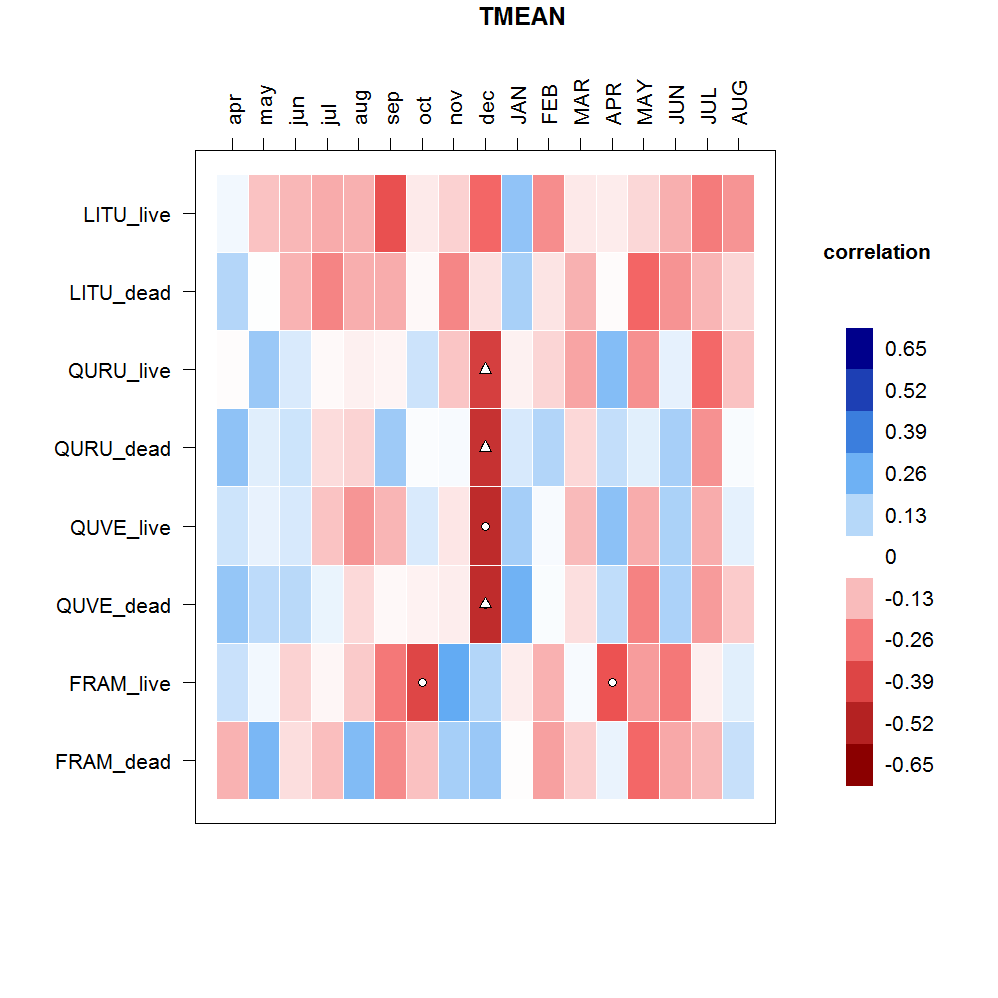 TMEAN
apr may jun jul aug sep oct nov dec JAN FEB MAR APR MAY JUN JUL AUG
LITU_live
LITU_dead
QURU_live
QURU_dead
QUVE_live
QUVE_dead
FRAM_live
FRAM_dead
correlation
0.65
0.52
0.39
0.26
0.13
0
-0.13
-0.26
-0.39
-0.52
-0.65